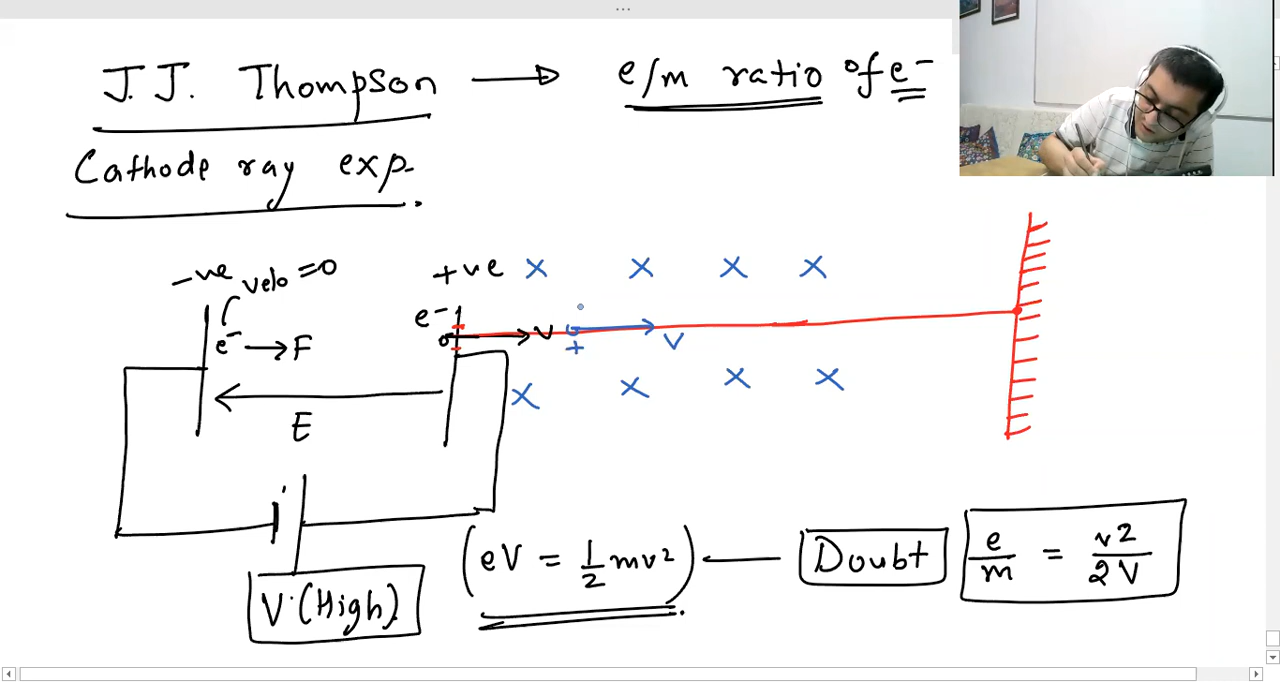 J.J. Thompson → e/m ratio of e⁻
Cathode ray exp.
-ve velo = 0
+ve x x x x
e⁻ → F
e⁻
v
+
v
E
x x x x
V (High)
(eV = 1/2 mv²) ← Doubt
e/m = v2/2V